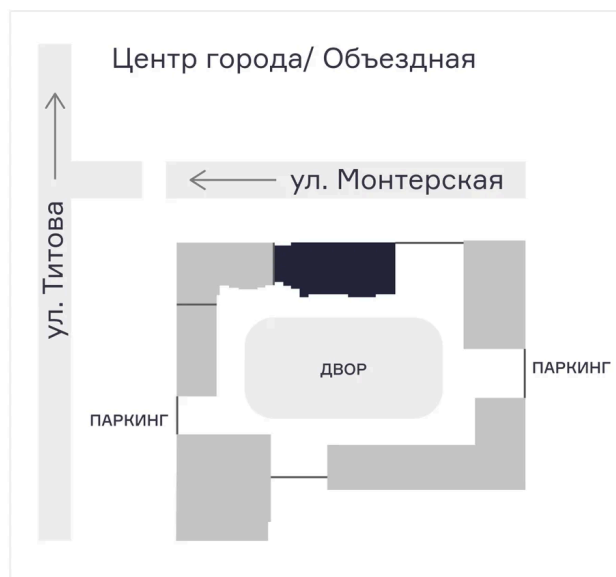 Центр города/ Объездная
ул. Монтерская
ул. Титова
ДВОР
ПАРКИНГ
ПАРКИНГ